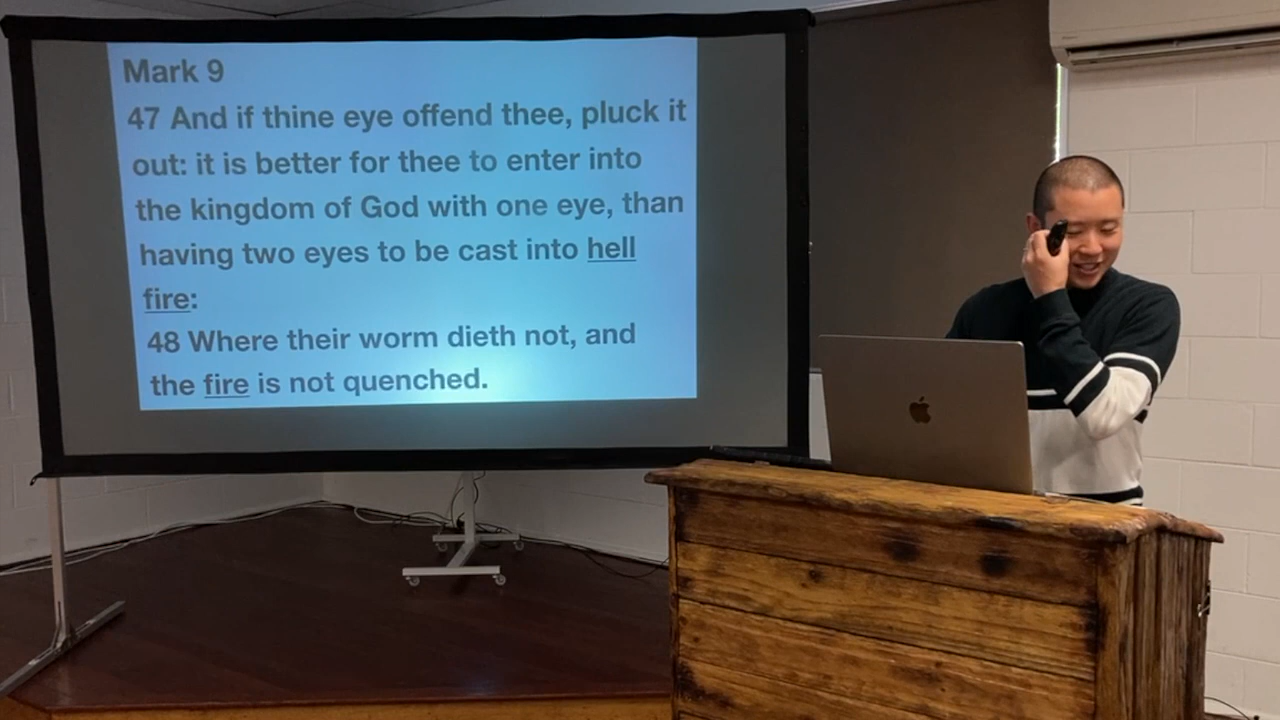 Mark 9
47 And if thine eye offend thee, pluck it
out: it is better for thee to enter into
the kingdom of God with one eye, than
having two eyes to be cast into hell
fire:
48 Where their worm dieth not, and
the fire is not quenched.